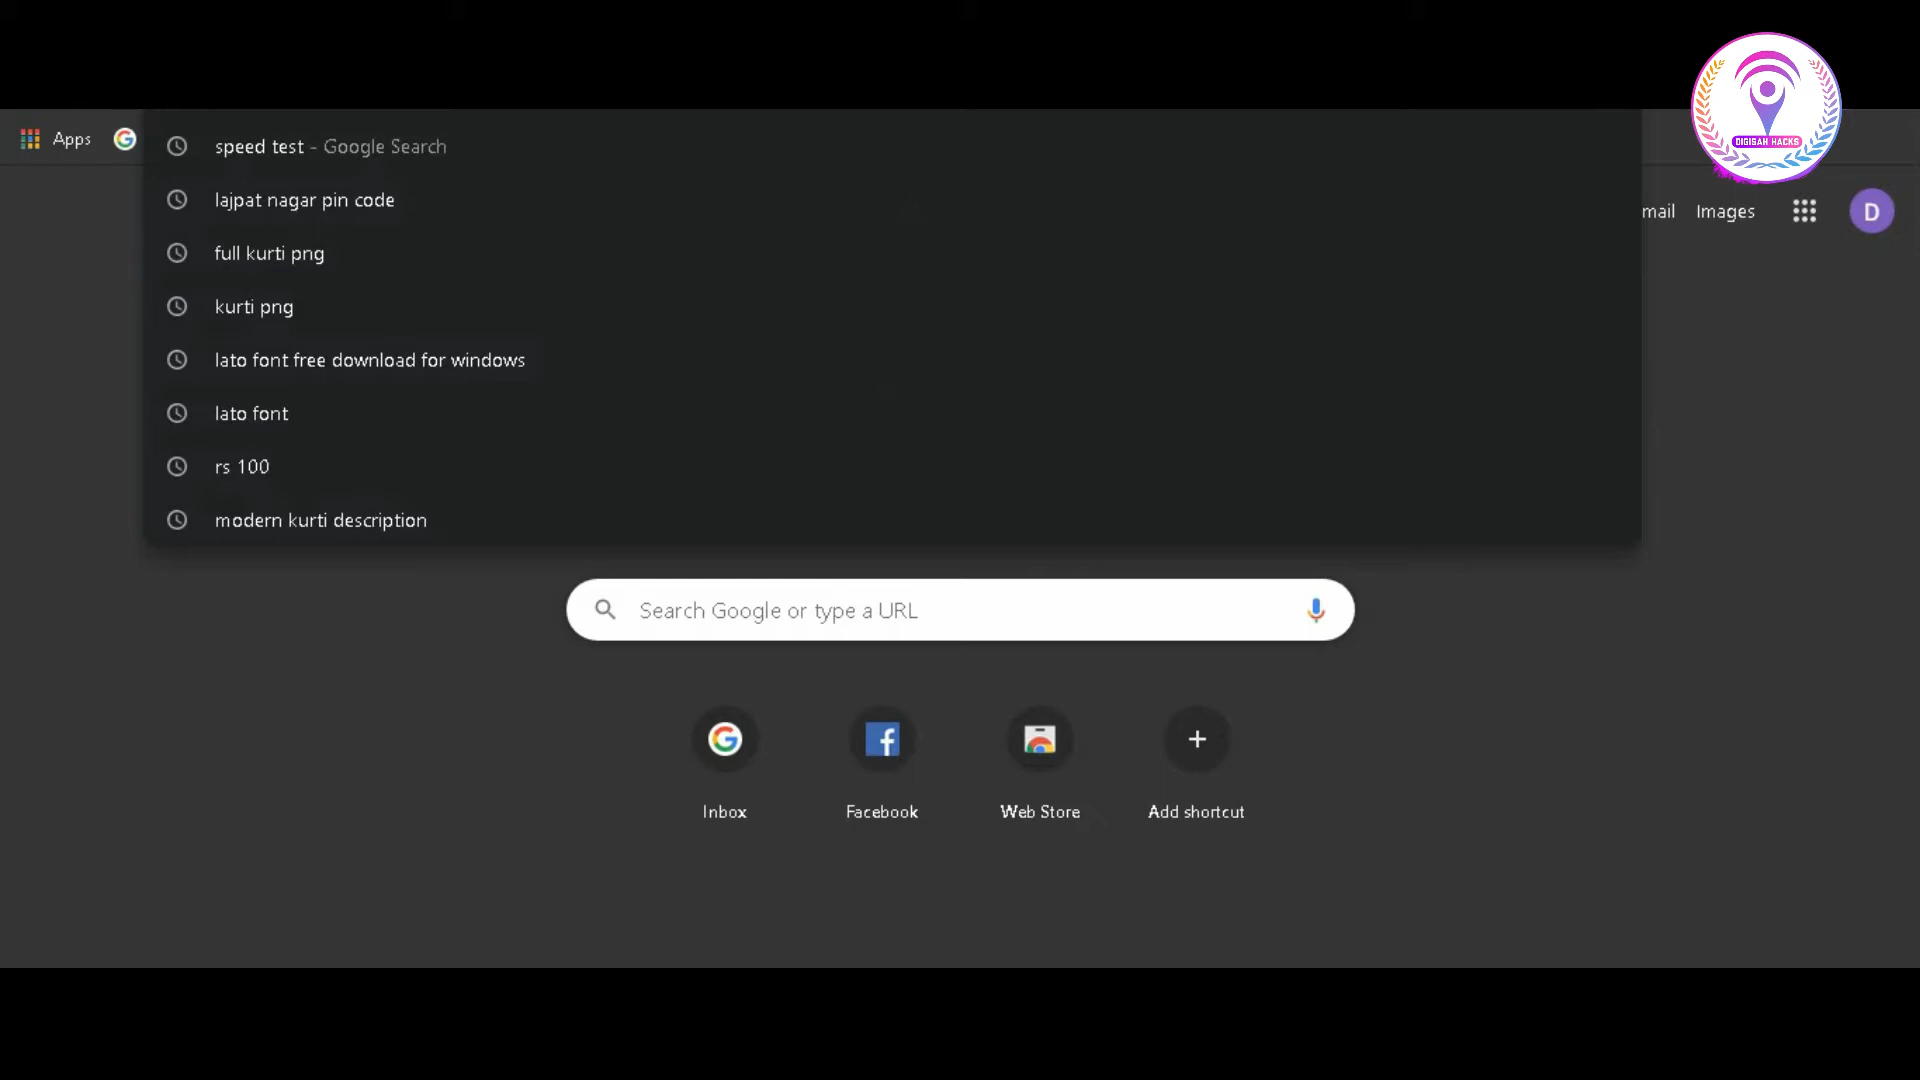 DIGISAH HACKS
Apps
speed test - Google Search
lajpat nagar pin code
mail Images D
full kurti png
kurti png
lato font free download for windows
lato font
rs 100
modern kurti description
Search Google or type a URL
Inbox Facebook Web Store Add shortcut